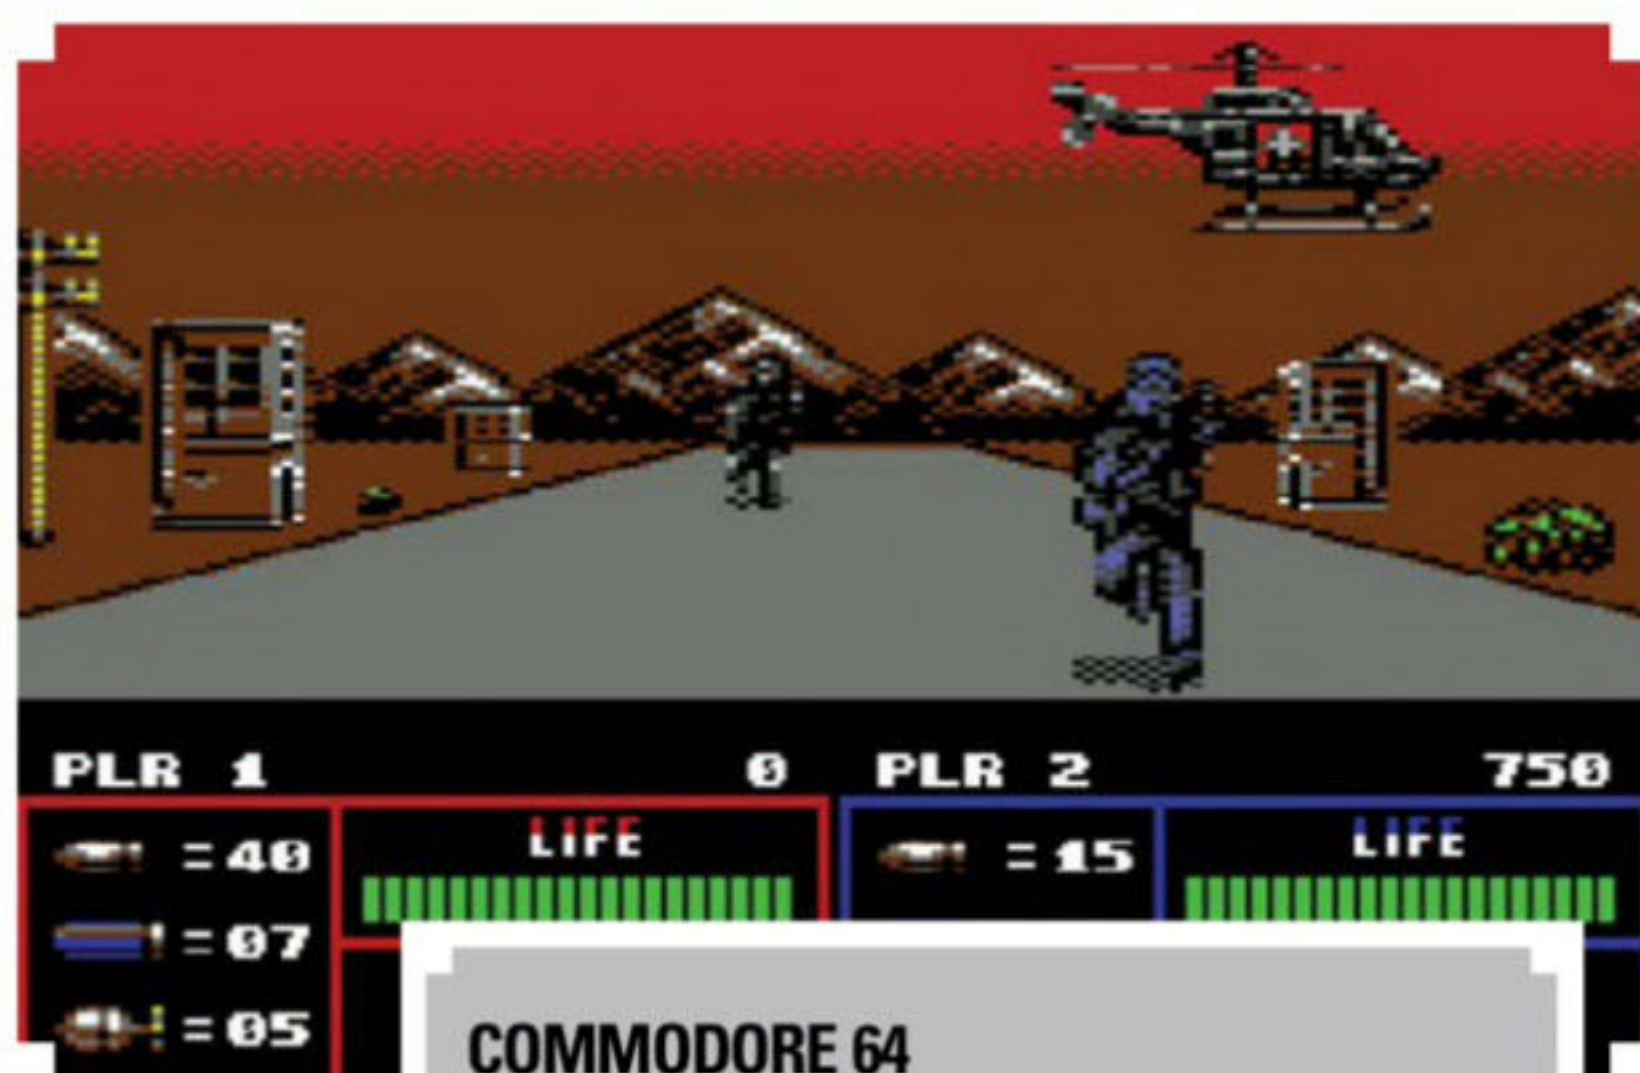 PLR 1 0 PLR 2 750
LIFE LIFE
=40 =15
=07
=05
COMMODORE 64